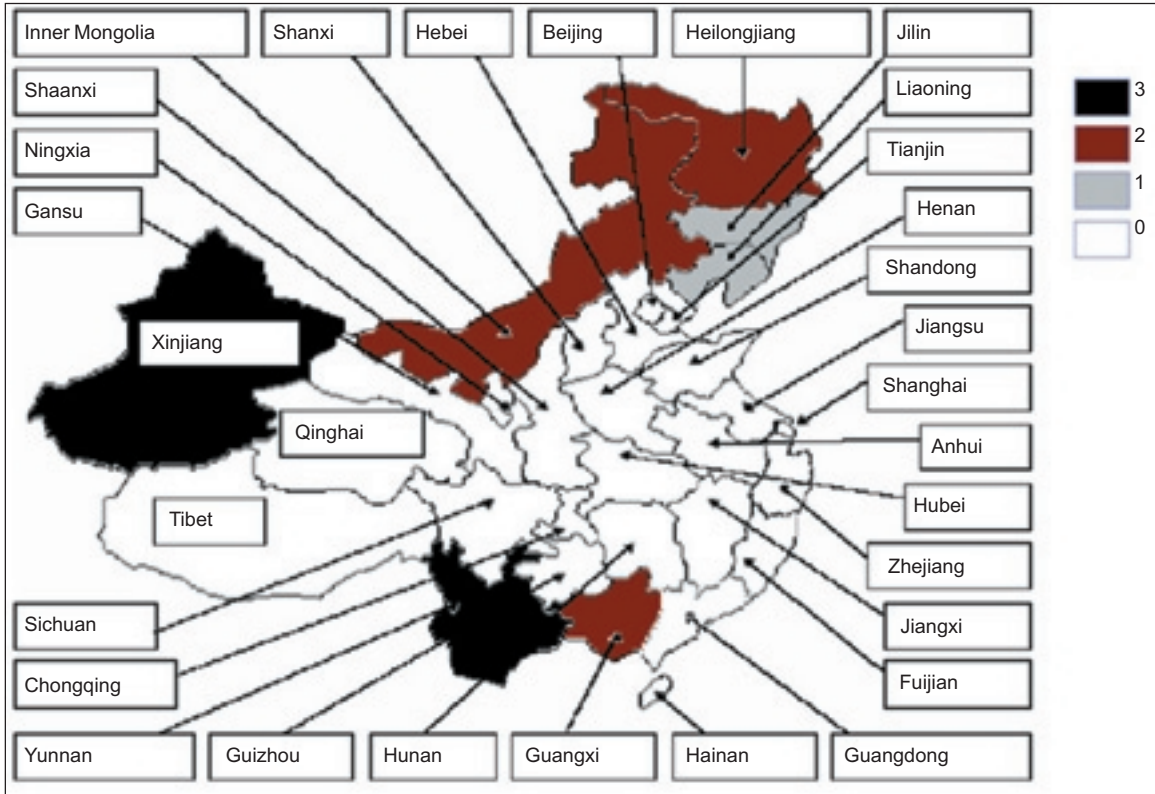 Inner Mongolia
Shanxi
Hebei
Beijing
Heilongjiang
Jilin
Shaanxi
Liaoning
3
Ningxia
Tianjin
2
Gansu
Henan
1
Shandong
0
Xinjiang
Jiangsu
Shanghai
Qinghai
Anhui
Tibet
Hubei
Zhejiang
Sichuan
Jiangxi
Chongqing
Fuijian
Yunnan
Guizhou
Hunan
Guangxi
Hainan
Guangdong